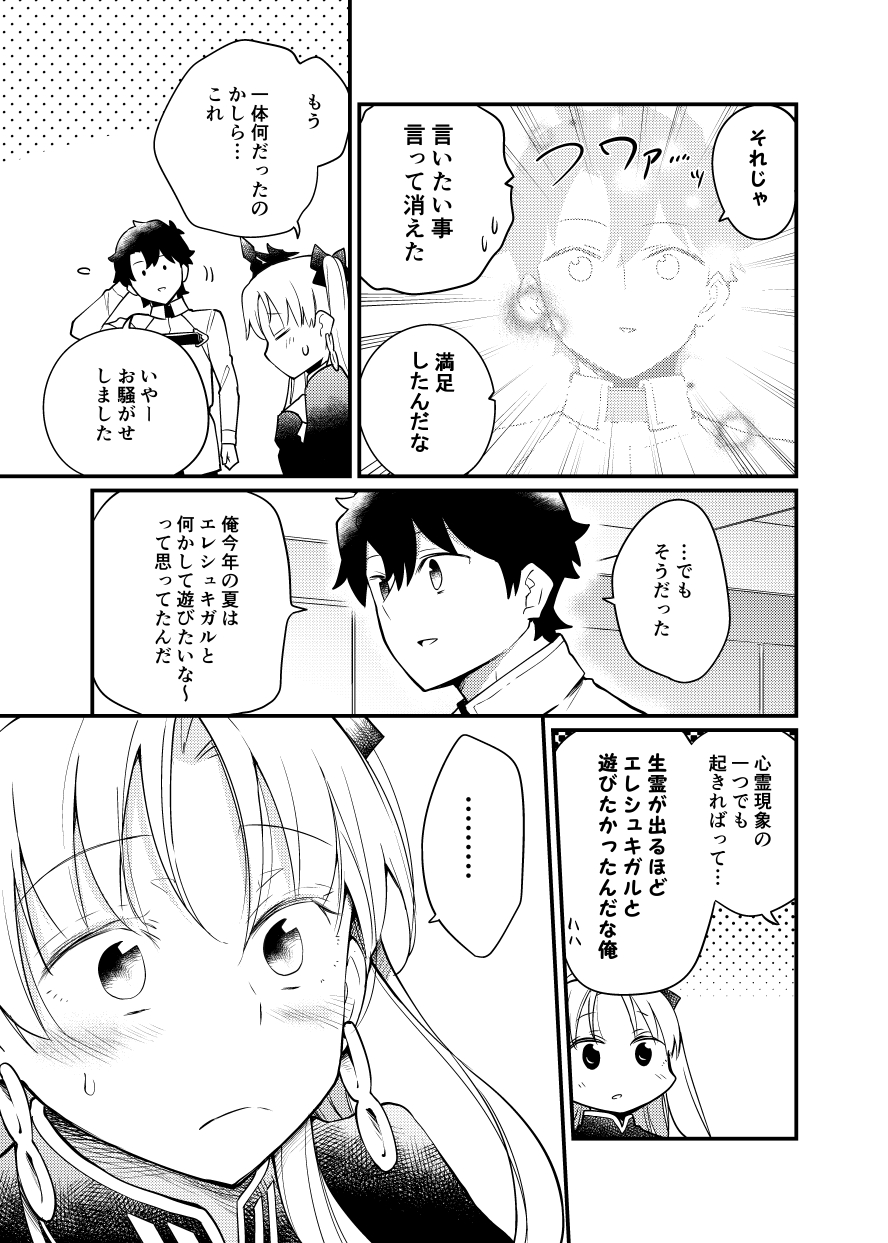 それじゃ
フワァ…ッ
言いたい事
言って消えた
満足
したんだな
もう
一体何だったの
かしら…
これ
いやー
お騒がせ
しました
…でも
そうだった
俺今年の夏は
エレシュキガルと
何かして遊びたいな～
って思ってたんだ
心霊現象の
一つでも
起きればって…
生霊が出るほど
エレシュキガルと
遊びたかったんだな俺
………